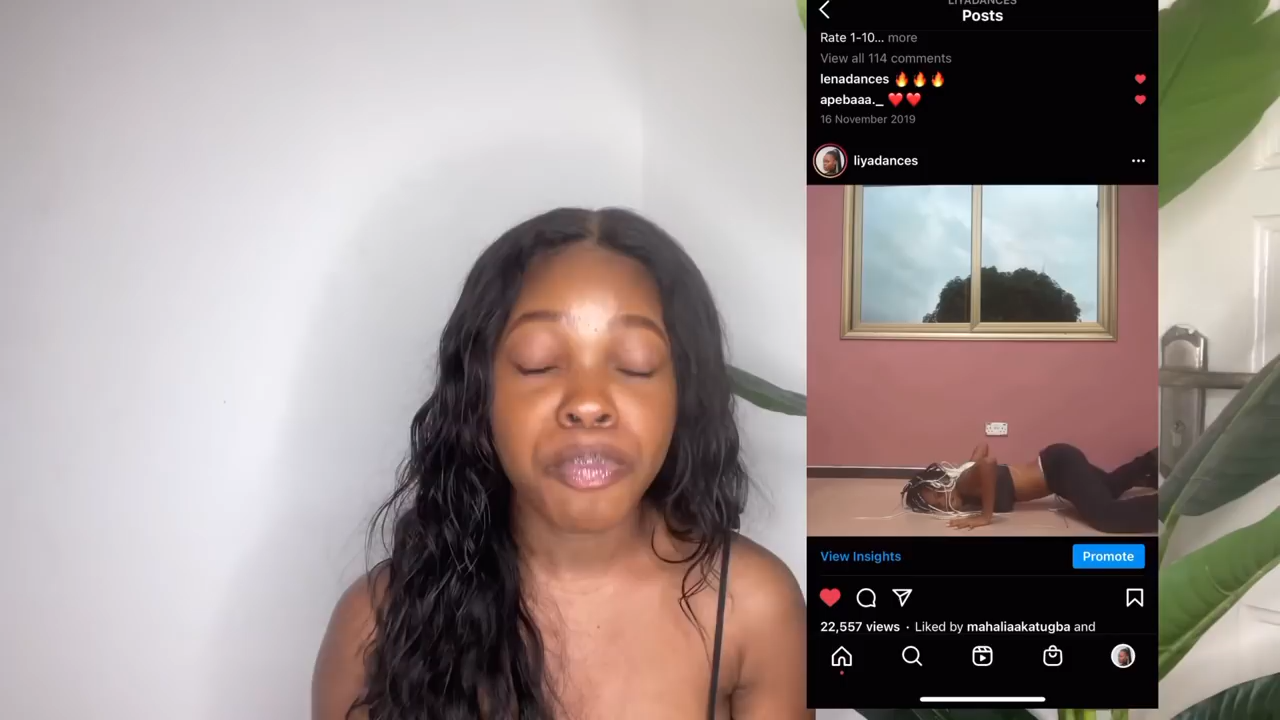 LIYADANCES
Posts
Rate 1-10... more
View all 114 comments
lenadances 🔥🔥🔥
apebaaa._ ❤️❤️
16 November 2019
liyadances
View Insights
Promote
22,557 views · Liked by mahaliaakatugba and